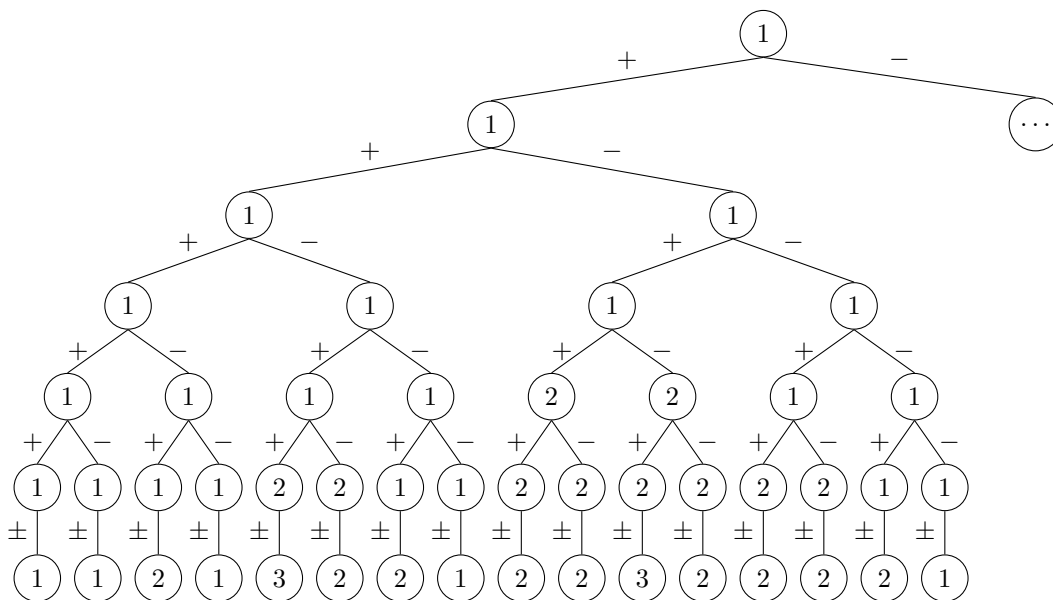 1
+ −
1 ···
+ −
1 1
+ − + −
1 1 1 1
+ − + − + − + −
1 1 1 1 2 2 1 1
+ − + − + − + − + − + − + − + −
1 1 1 1 2 2 1 1 2 2 2 2 2 2 1 1
± ± ± ± ± ± ± ± ± ± ± ± ± ± ± ±
1 1 2 1 3 2 2 1 2 2 3 2 2 2 2 1